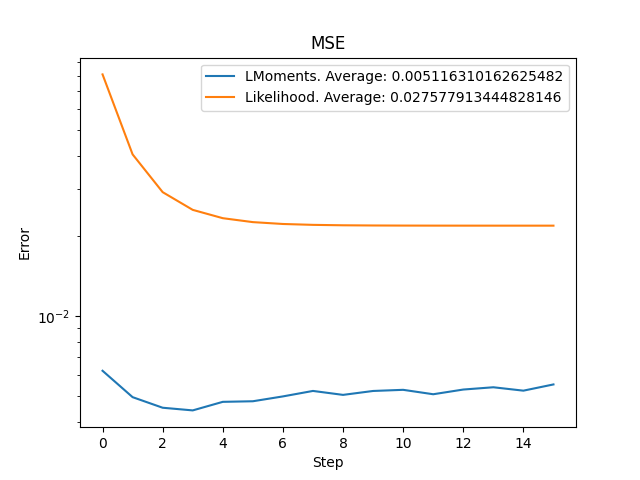 MSE
LMoments. Average: 0.005116310162625482
Likelihood. Average: 0.027577913444828146
Error
10⁻²
0 2 4 6 8 10 12 14
Step